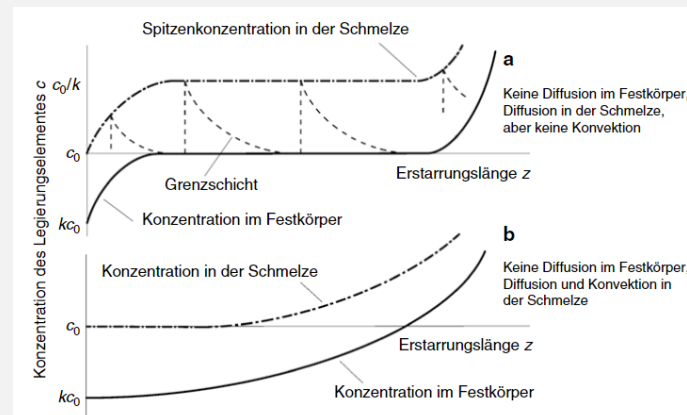 Spitzenkonzentration in der Schmelze
a
c₀/k
Keine Diffusion im Festkörper,
Diffusion in der Schmelze,
aber keine Konvektion
c₀
Erstarrungslänge z
Grenzschicht
kc₀
Konzentration im Festkörper
Konzentration des Legierungselementes c
b
Konzentration in der Schmelze
Keine Diffusion im Festkörper,
Diffusion und Konvektion in
der Schmelze
c₀
Erstarrungslänge z
kc₀
Konzentration im Festkörper